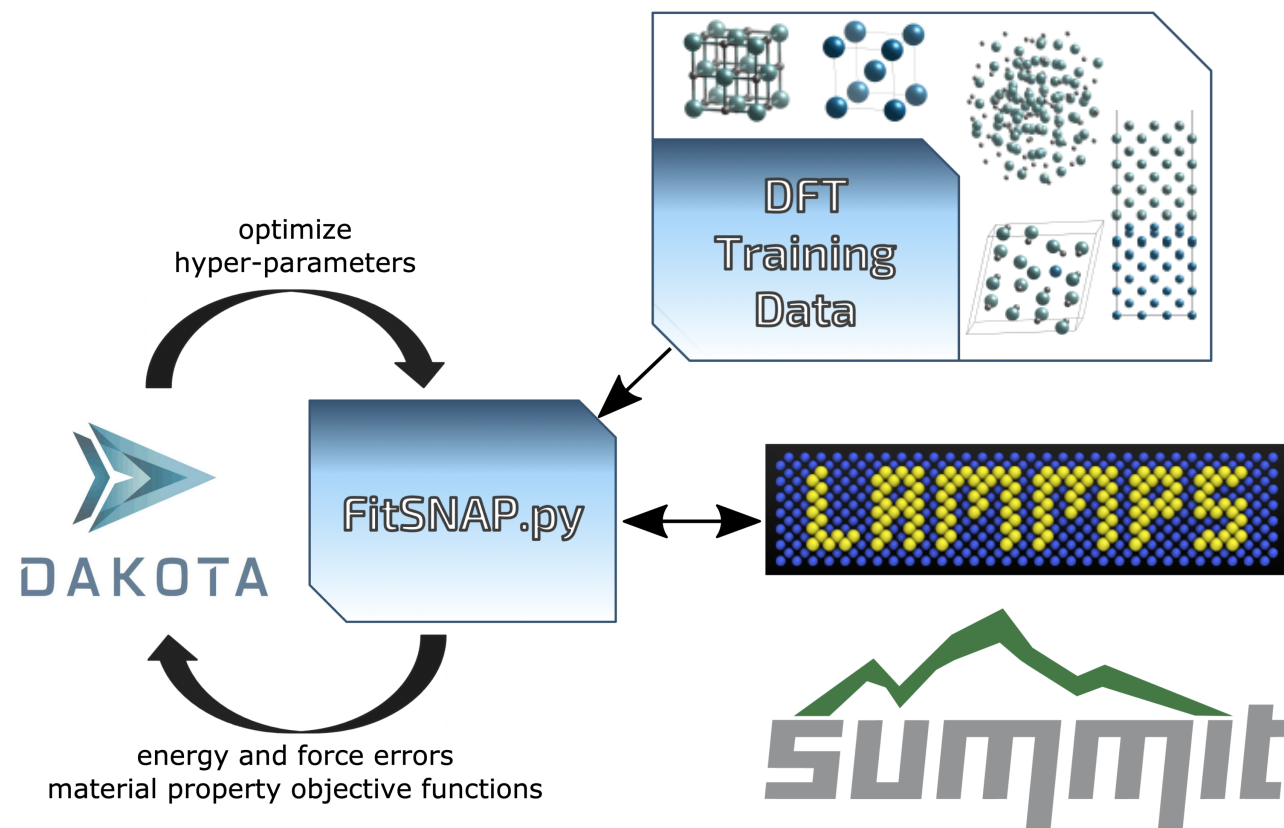 DFT
Training
Data
optimize
hyper-parameters
DAKOTA
FitSNAP.py
LAMMPS
summit
energy and force errors
material property objective functions